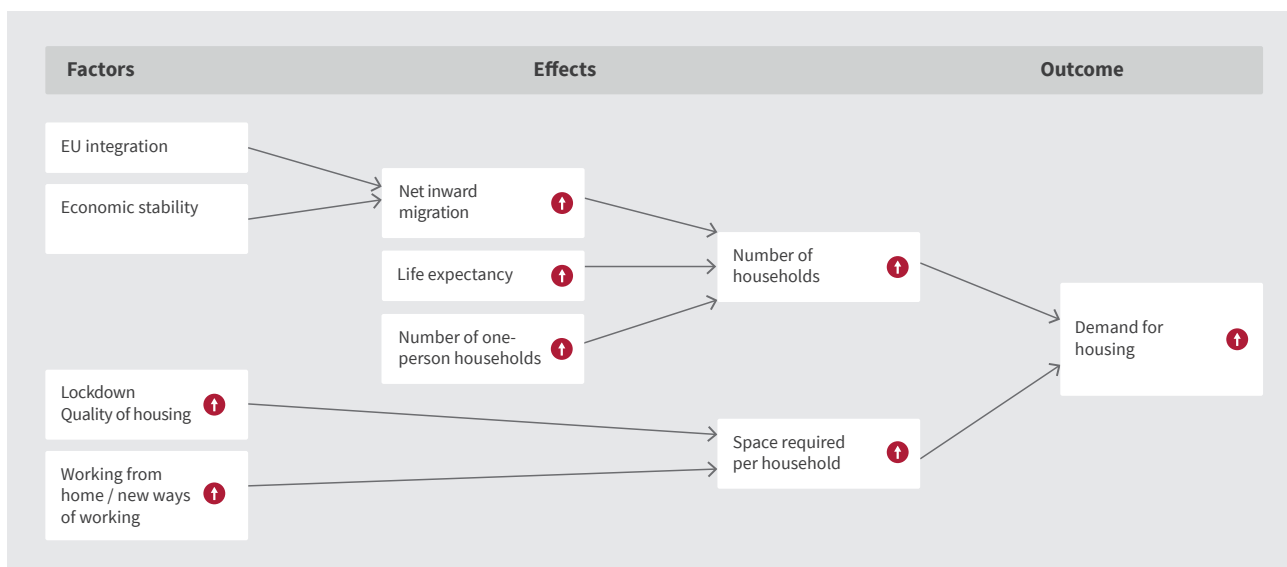 Factors
Effects
Outcome
EU integration
Economic stability
Net inward
migration
Life expectancy
Number of one-
person households
Number of
households
Demand for
housing
Lockdown
Quality of housing
Working from
home / new ways
of working
Space required
per household